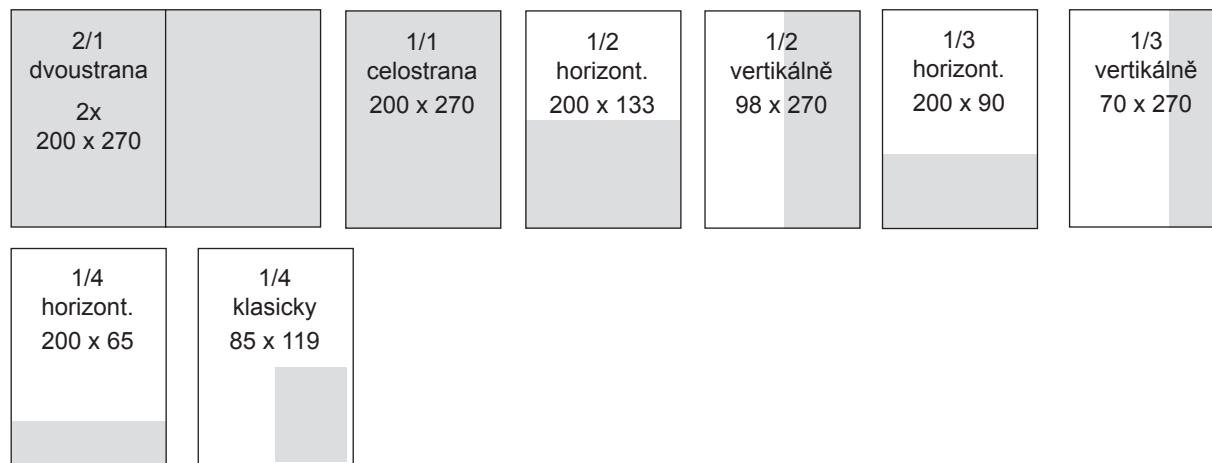 2/1
dvoustrana
2x
200 x 270
1/1
celostrana
200 x 270
1/2
horizont.
200 x 133
1/2
vertikálně
98 x 270
1/3
horizont.
200 x 90
1/3
vertikálně
70 x 270
1/4
horizont.
200 x 65
1/4
klasicky
85 x 119